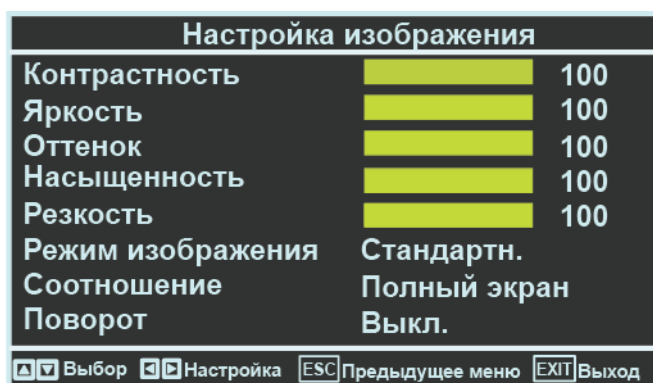 Настройка изображения
Контрастность 100
Яркость 100
Оттенок 100
Насыщенность 100
Резкость 100
Режим изображения Стандартн.
Соотношение Полный экран
Поворот Выкл.
Выбор Настройка ESC Предыдущее меню EXIT Выход